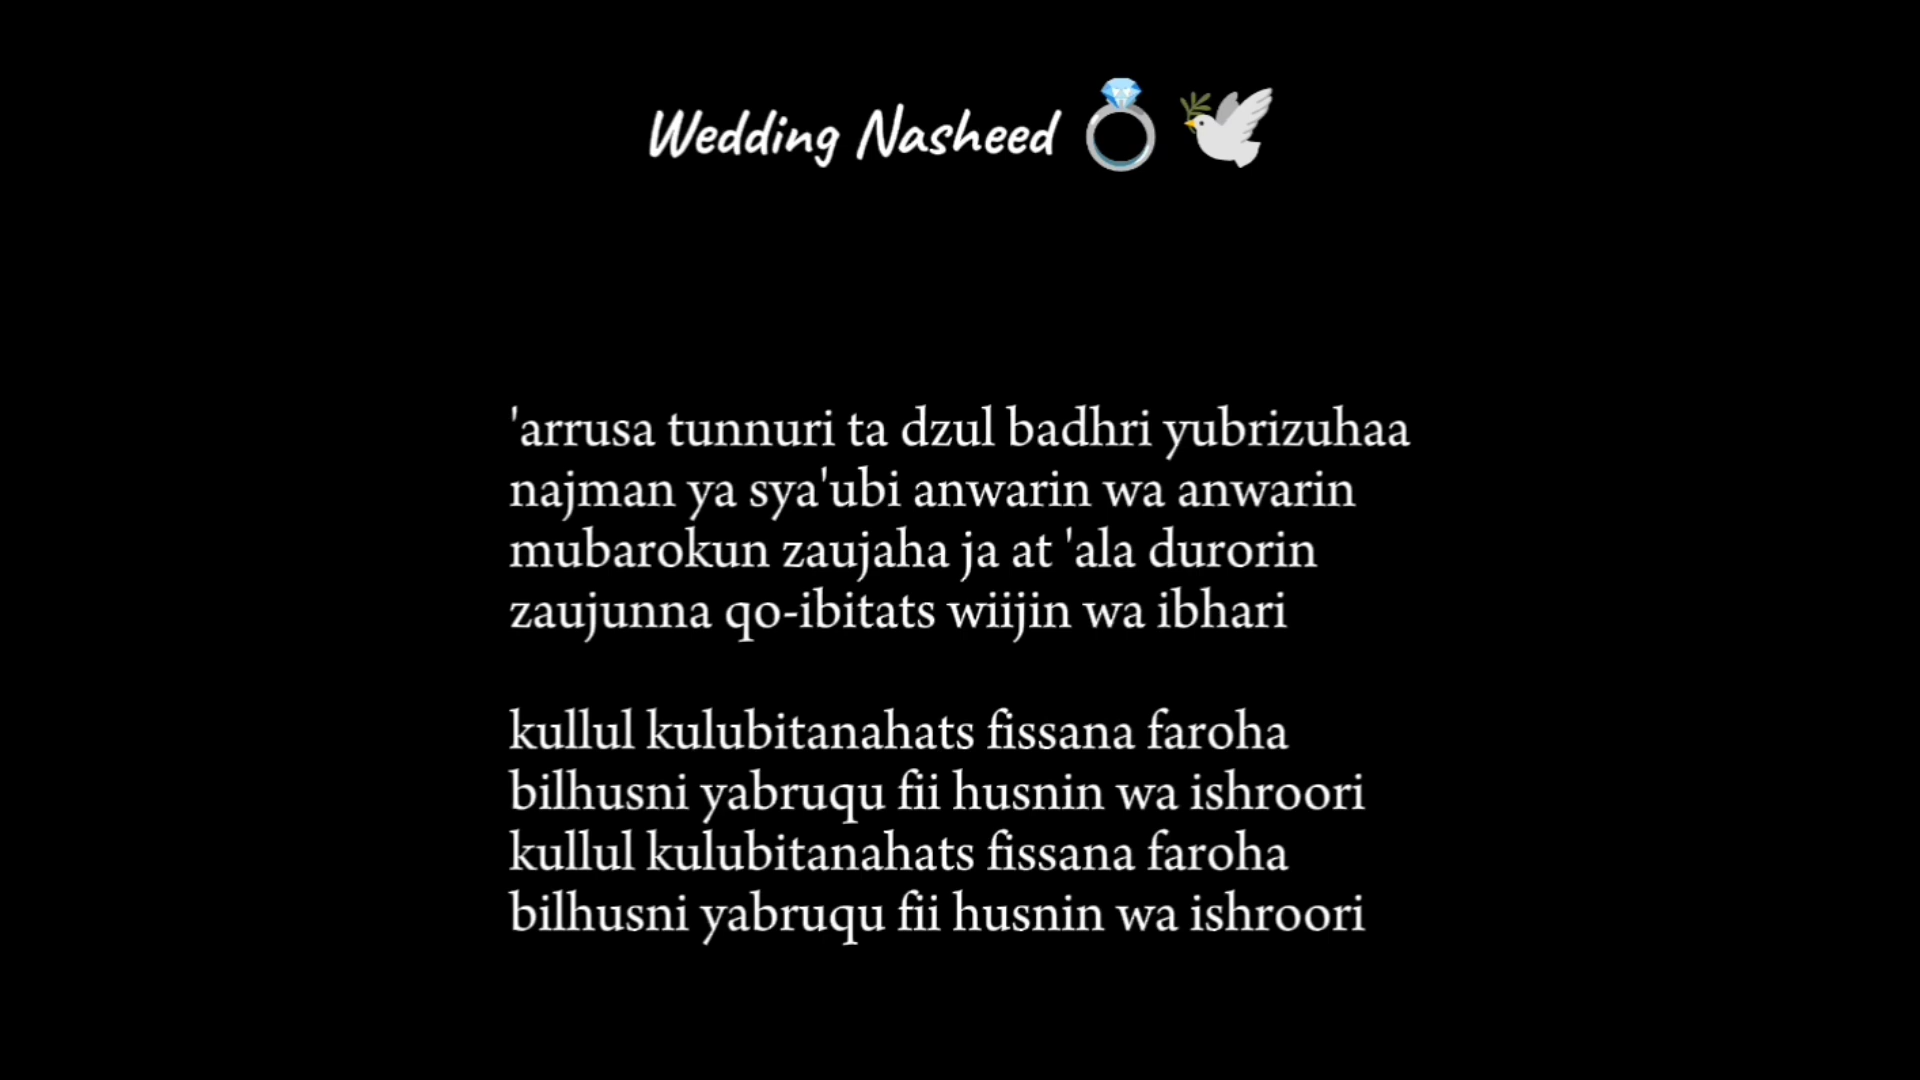 Wedding Nasheed 💍 🕊️
'arrusa tunnuri ta dzul badhri yubrizuhaa
najman ya sya'ubi anwarin wa anwarin
mubarokun zaujaha ja at 'ala durorin
zaujunna qo-ibitats wiijin wa ibhari
kullul kulubitanahats fissana faroha
bilhusni yabruqu fii husnin wa ishroori
kullul kulubitanahats fissana faroha
bilhusni yabruqu fii husnin wa ishroori